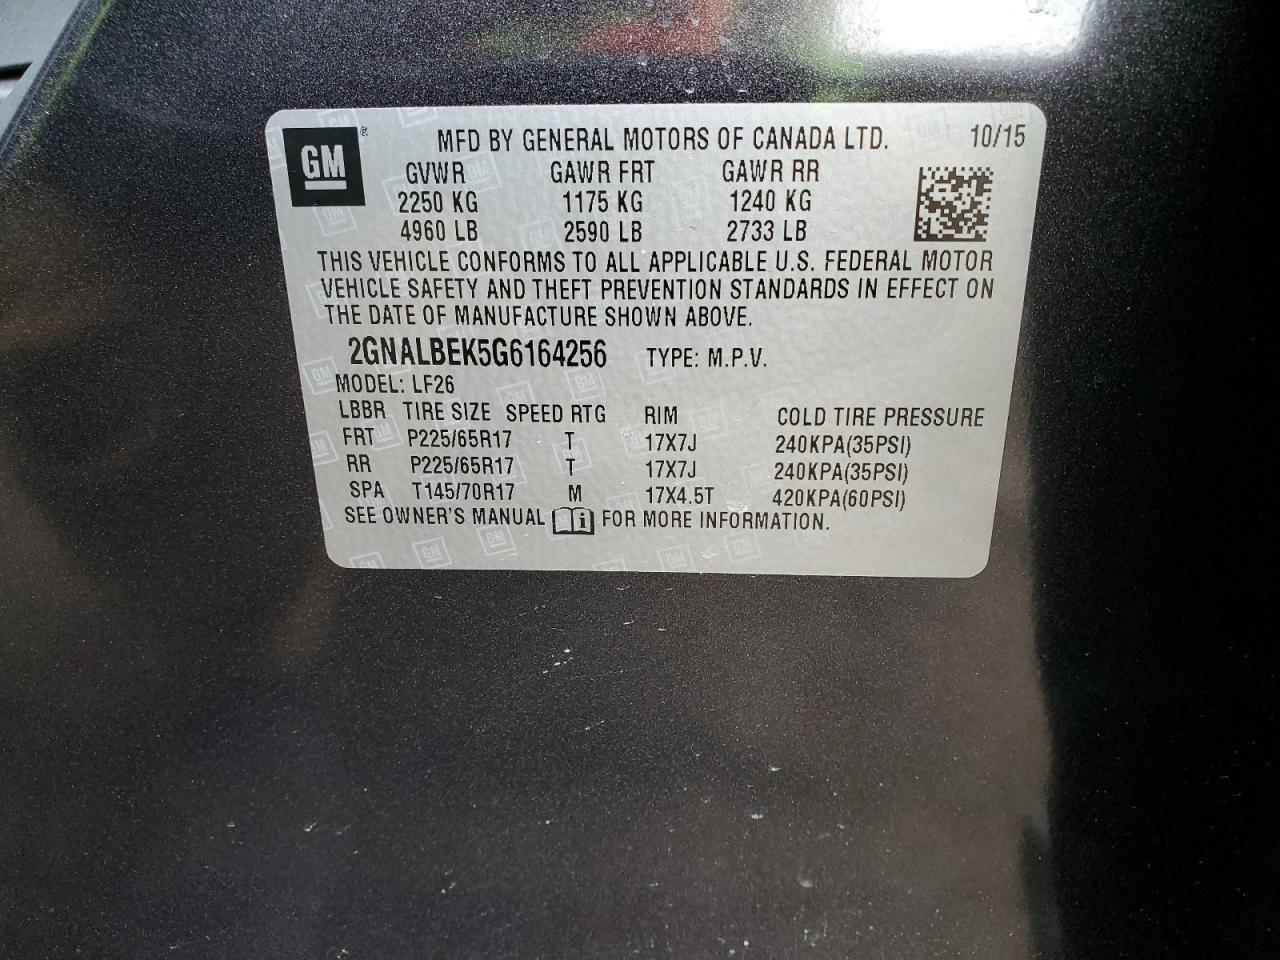 GM ® MFD BY GENERAL MOTORS OF CANADA LTD. 10/15
GVWR GAWR FRT GAWR RR
2250 KG 1175 KG 1240 KG
4960 LB 2590 LB 2733 LB
THIS VEHICLE CONFORMS TO ALL APPLICABLE U.S. FEDERAL MOTOR
VEHICLE SAFETY AND THEFT PREVENTION STANDARDS IN EFFECT ON
THE DATE OF MANUFACTURE SHOWN ABOVE.
2GNALBEK5G6164256 TYPE: M.P.V.
MODEL: LF26
LBBR TIRE SIZE SPEED RTG RIM COLD TIRE PRESSURE
FRT P225/65R17 T 17X7J 240KPA(35PSI)
RR P225/65R17 T 17X7J 240KPA(35PSI)
SPA T145/70R17 M 17X4.5T 420KPA(60PSI)
SEE OWNER'S MANUAL i FOR MORE INFORMATION.